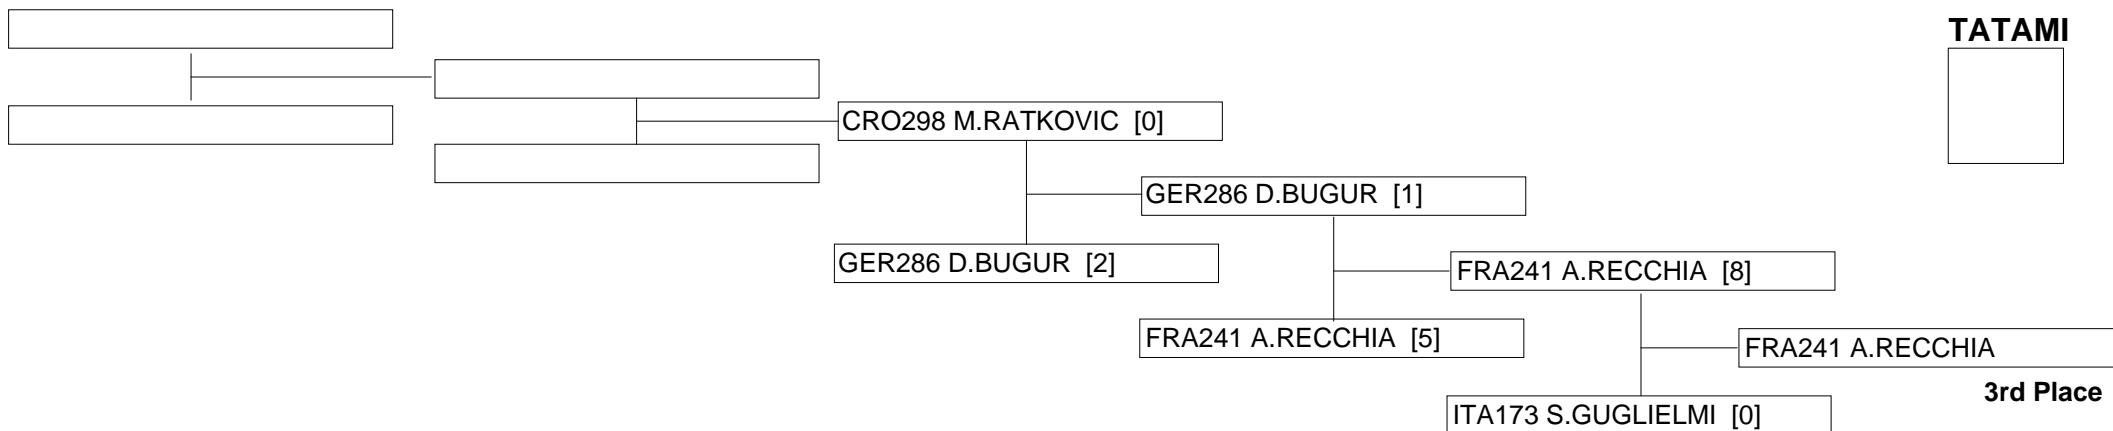 TATAMI
CRO298 M.RATKOVIC [0]
GER286 D.BUGUR [1]
GER286 D.BUGUR [2]
FRA241 A.RECCHIA [8]
FRA241 A.RECCHIA [5]
FRA241 A.RECCHIA
3rd Place
ITA173 S.GUGLIELMI [0]